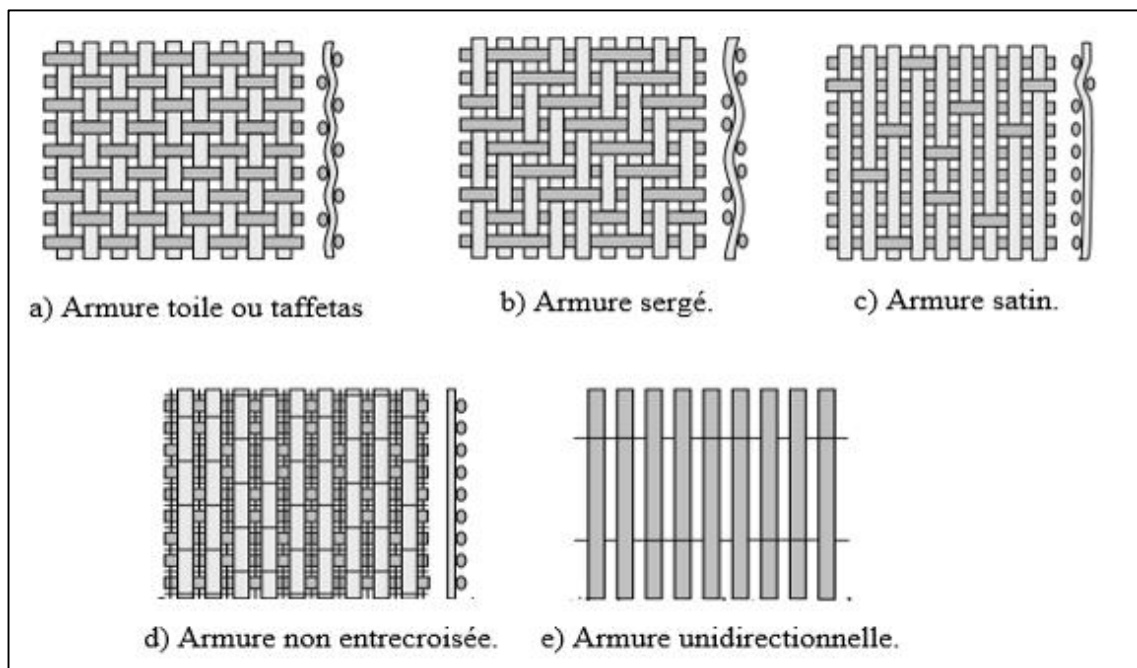 a) Armure toile ou taffetas
b) Armure sergé.
c) Armure satin.
d) Armure non entrecroisée.
e) Armure unidirectionnelle.